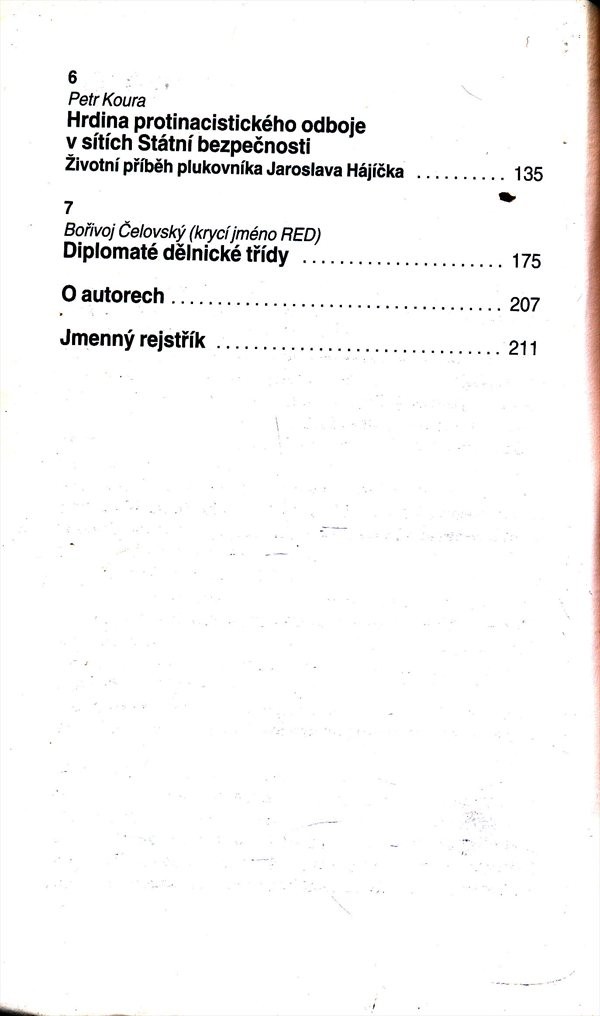 6
Petr Koura
Hrdina protinacistického odboje
v sítích Státní bezpečnosti
Životní příběh plukovníka Jaroslava Hájíčka .......... 135
7
Bořivoj Čelovský (krycí jméno RED)
Diplomaté dělnické třídy ...................... 175
O autorech .................................... 207
Jmenný rejstřík ............................... 211